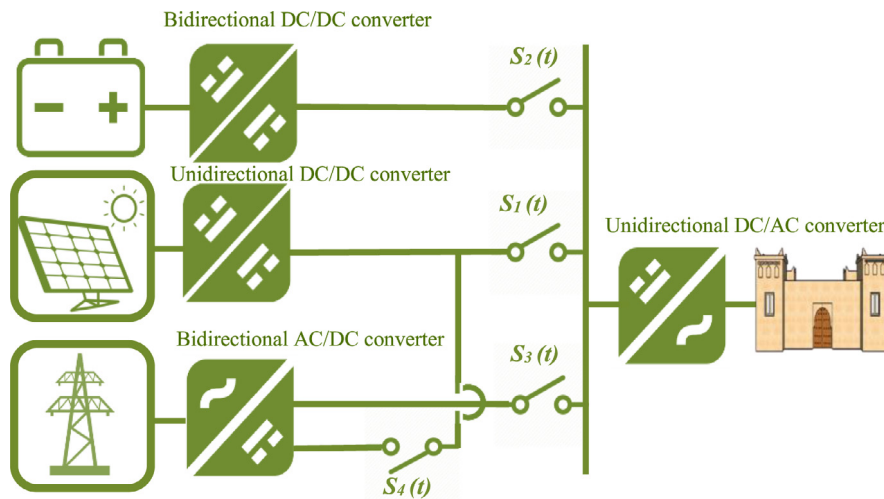 Bidirectional DC/DC converter
S2 (t)
Unidirectional DC/DC converter
S1 (t)
Unidirectional DC/AC converter
Bidirectional AC/DC converter
S3 (t)
S4 (t)